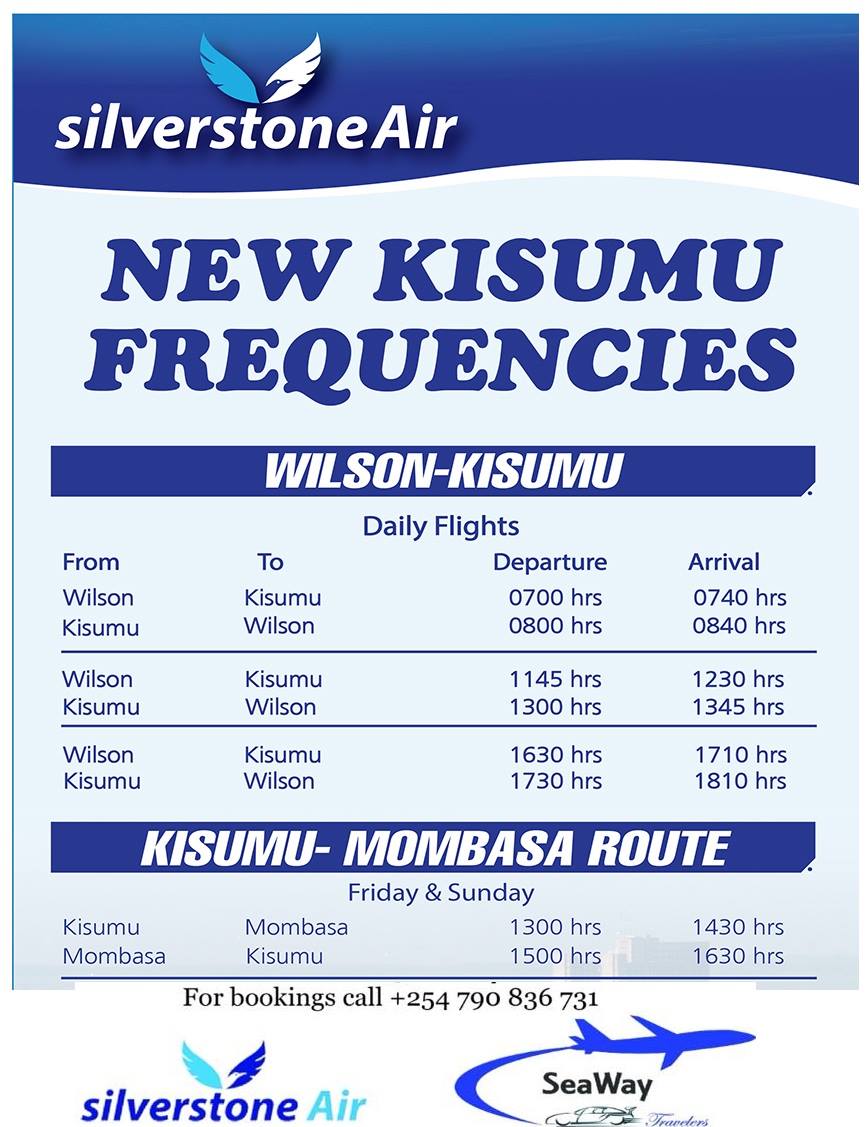 silverstone Air
NEW KISUMU
FREQUENCIES
WILSON-KISUMU
Daily Flights
From To Departure Arrival
Wilson Kisumu 0700 hrs 0740 hrs
Kisumu Wilson 0800 hrs 0840 hrs
Wilson Kisumu 1145 hrs 1230 hrs
Kisumu Wilson 1300 hrs 1345 hrs
Wilson Kisumu 1630 hrs 1710 hrs
Kisumu Wilson 1730 hrs 1810 hrs
KISUMU- MOMBASA ROUTE
Friday & Sunday
Kisumu Mombasa 1300 hrs 1430 hrs
Mombasa Kisumu 1500 hrs 1630 hrs
For bookings call +254 790 836 731
silverstone Air
SeaWay
Travelers